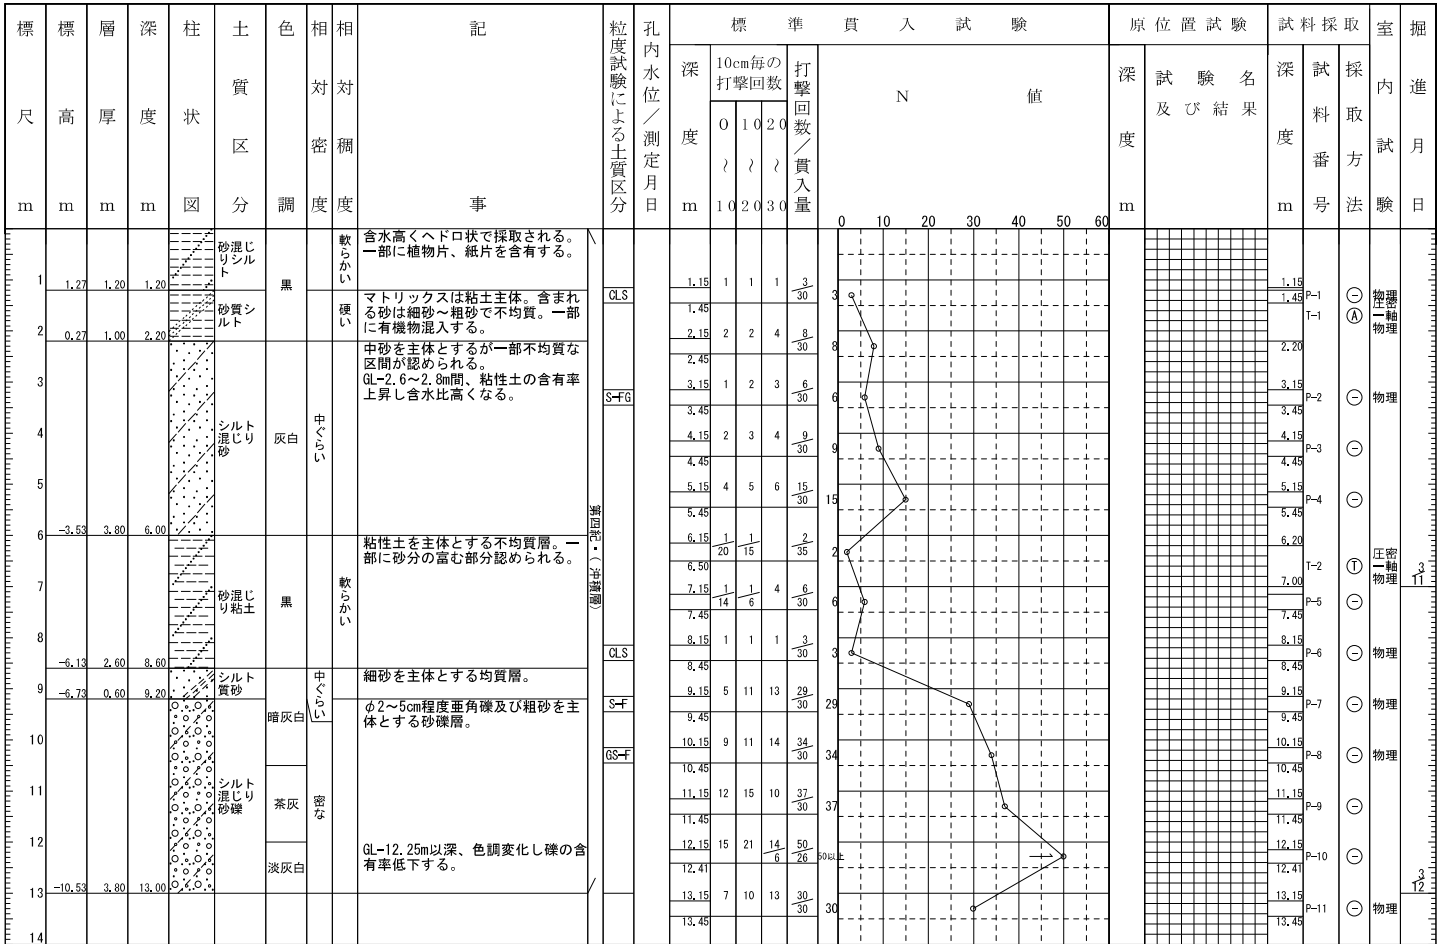 標尺 m
標高 m
層厚 m
深度 m
柱状図
土質区分
色調
相対密度
相対稠度
記事
粒度試験による土質区分
孔内水位／測定月日
標準貫入試験
深度 m
10cm毎の
打撃回数
0～10
10～20
20～30
打撃回数／貫入量
N 値
0 10 20 30 40 50 60
原位置試験
深度 m
試験名
及び結果
試料採取
深度 m
試料番号
採取方法
室内試験
掘進月日
1
2
3
4
5
6
7
8
9
10
11
12
13
14
1.27 1.20 1.20
0.27 1.00 2.20
-3.53 3.80 6.00
-6.13 2.60 8.60
-6.73 0.60 9.20
-10.53 3.80 13.00
砂混じ
りシル
ト
砂質シ
ルト
シルト
混じり
砂
砂混じ
り粘土
シルト
質砂
シルト
混じり
砂礫
黒
灰白
黒
暗灰白
茶灰
淡灰白
中ぐらい
中ぐらい
密な
軟らかい
硬い
軟らかい
含水高くヘドロ状で採取される。
一部に植物片、紙片を含有する。
マトリックスは粘土主体。含まれ
る砂は細砂～粗砂で不均質。一部
に有機物混入する。
中砂を主体とするが一部不均質な
区間が認められる。
GL-2.6～2.8m間、粘性土の含有率
上昇し含水比高くなる。
粘性土を主体とする不均質層。一
部に砂分の富む部分認められる。
細砂を主体とする均質層。
φ2～5cm程度亜角礫及び粗砂を主
体とする砂礫層。
GL-12.25m以深、色調変化し礫の含
有率低下する。
第四紀・(沖積層)
CLS
S-FG
CLS
S-F
GS-F
1.15 1 1 1 3/30 3
1.45
2.15 2 2 4 8/30 8
2.45
3.15 1 2 3 6/30 6
3.45
4.15 2 3 4 9/30 9
4.45
5.15 4 5 6 15/30 15
5.45
6.15 1/20 1/15 2/35 2
6.50
7.15 1/14 1/6 4 6/30 6
7.45
8.15 1 1 1 3/30 3
8.45
9.15 5 11 13 29/30 29
9.45
10.15 9 11 14 34/30 34
10.45
11.15 12 15 10 37/30 37
11.45
12.15 15 21 14/6 50/26 50以上
12.41
13.15 7 10 13 30/30 30
13.45
1.15 P-1 物理
1.45
T-1 A 圧密
一軸
物理
2.20
3.15 P-2 物理
3.45
4.15 P-3
4.45
5.15 P-4
5.45
6.20 T-2 T 圧密
一軸
物理
7.00
P-5
7.45
8.15 P-6 物理
8.45
9.15 P-7 物理
9.45
10.15 P-8 物理
10.45
11.15 P-9
11.45
12.15 P-10
12.41
13.15 P-11 物理
13.45
3/11
3/12